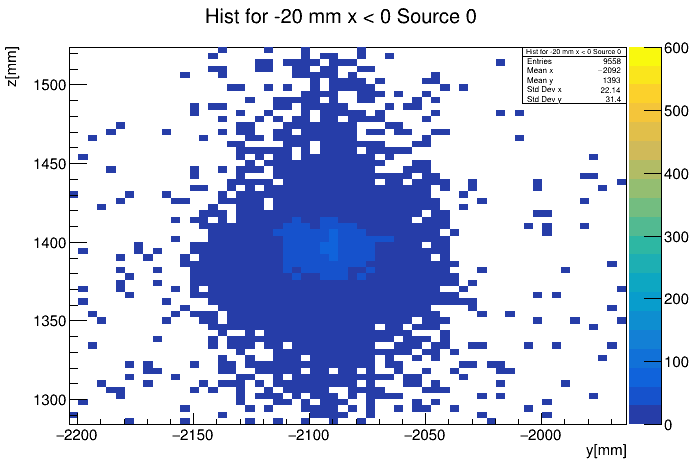 Hist for -20 mm x < 0 Source 0
z[mm]
Hist for -20 mm x < 0 Source 0
Entries 9558
Mean x −2092
Mean y 1393
Std Dev x 22.14
Std Dev y 31.4
600
500
400
300
200
100
0
1500
1450
1400
1350
1300
−2200 −2150 −2100 −2050 −2000
y[mm]